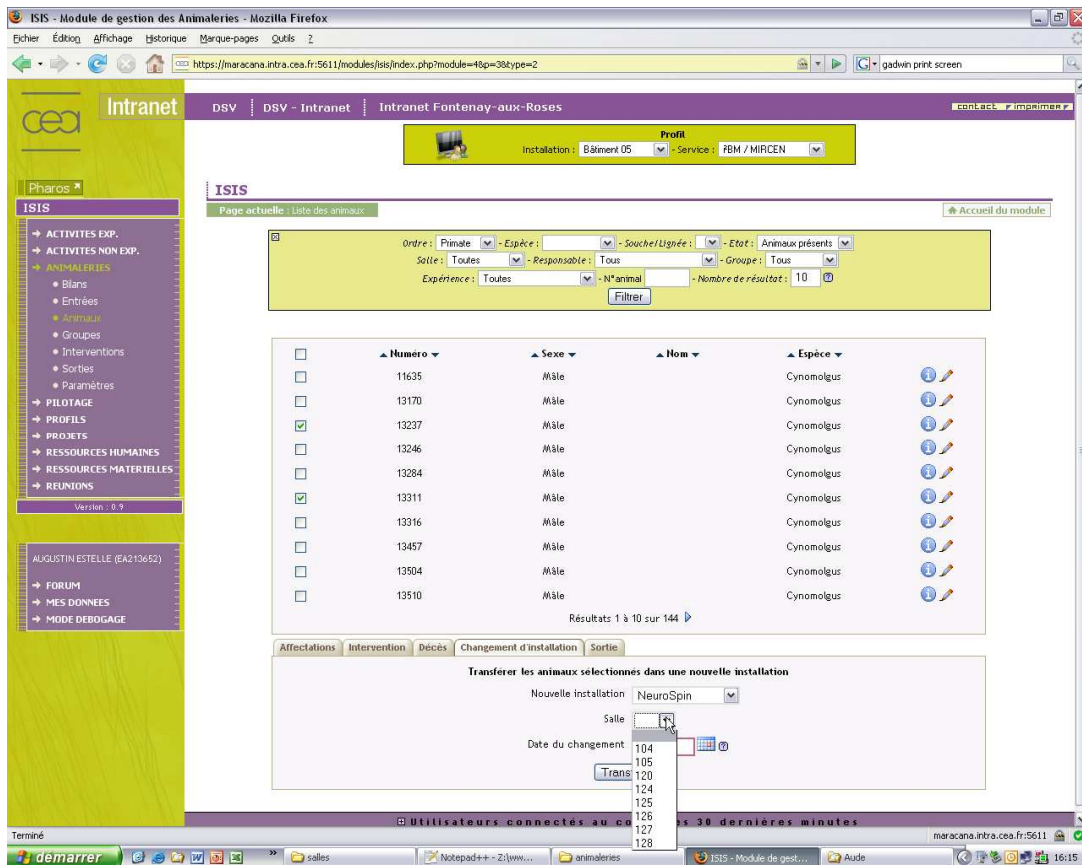 ISIS - Module de gestion des Animaleries - Mozilla Firefox
Fichier Édition Affichage Historique Marque-pages Outils ?
https://maracana.intra.cea.fr:5611/modules/isis/index.php?module=4&p=3&type=2
gadwin print screen
cea Intranet
DSV DSV - Intranet Intranet Fontenay-aux-Roses
contact imprimer
Profil
Installation : Bâtiment 05 - Service : BM / MIRCEN
Pharos
ISIS
ISIS
Page actuelle : Liste des animaux
Accueil du module
ACTIVITES EXP.
ACTIVITES NON EXP.
ANIMALERIES
Bilans
Entrées
Animaux
Groupes
Interventions
Sorties
Paramètres
PILOTAGE
PROFILS
PROJETS
RESSOURCES HUMAINES
RESSOURCES MATERIELLES
REUNIONS
Version : 0.9
AUGUSTIN ESTELLE (EA213652)
FORUM
MES DONNEES
MODE DEBOGAGE
Ordre : Primate - Espèce : - Souche/Lignée : - Etat : Animaux présents
Salle : Toutes - Responsable : Tous - Groupe : Tous
Expérience : Toutes - N°animal - Nombre de résultat : 10
Filtrer
Numéro Sexe Nom Espèce
11635 Mâle Cynomolgus
13170 Mâle Cynomolgus
13237 Mâle Cynomolgus
13246 Mâle Cynomolgus
13284 Mâle Cynomolgus
13311 Mâle Cynomolgus
13316 Mâle Cynomolgus
13457 Mâle Cynomolgus
13504 Mâle Cynomolgus
13510 Mâle Cynomolgus
Résultats 1 à 10 sur 144
Affectations Intervention Décès Changement d'installation Sortie
Transférer les animaux sélectionnés dans une nouvelle installation
Nouvelle installation NeuroSpin
Salle
Date du changement
Trans
104
105
120
124
125
126
127
128
Utilisateurs connectés au co es 30 dernières minutes
Terminé
maracana.intra.cea.fr:5611
démarrer
salles
Notepad++ - Z:\ww...
animaleries
ISIS - Module de gest...
Aude
16:15